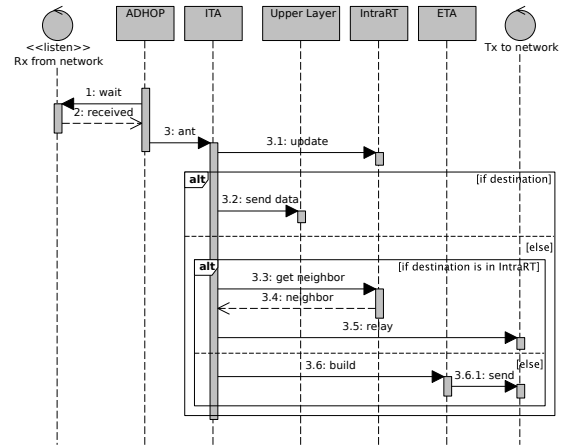 ADHOP ITA Upper Layer IntraRT ETA
<<listen>>
Rx from network
Tx to network
1: wait
2: received
3: ant
3.1: update
alt [if destination]
3.2: send data
[else]
alt [if destination is in IntraRT]
3.3: get neighbor
3.4: neighbor
3.5: relay
[else]
3.6: build
3.6.1: send